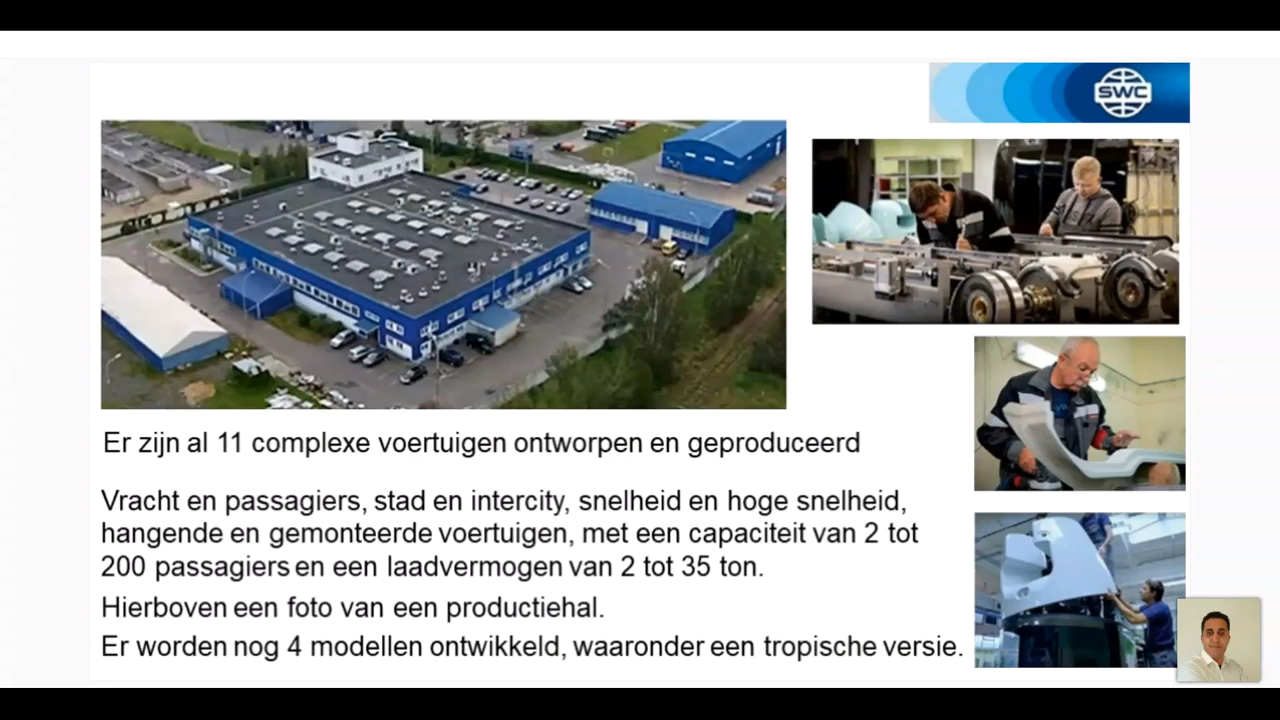 SWC
Er zijn al 11 complexe voertuigen ontworpen en geproduceerd
Vracht en passagiers, stad en intercity, snelheid en hoge snelheid,
hangende en gemonteerde voertuigen, met een capaciteit van 2 tot
200 passagiers en een laadvermogen van 2 tot 35 ton.
Hierboven een foto van een productiehal.
Er worden nog 4 modellen ontwikkeld, waaronder een tropische versie.